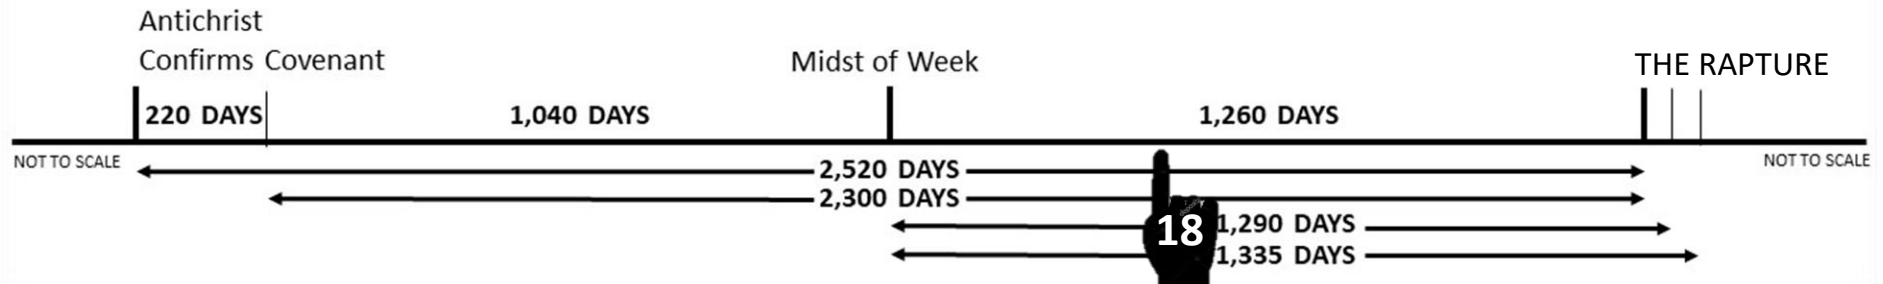 Antichrist
Confirms Covenant
Midst of Week
THE RAPTURE
220 DAYS
1,040 DAYS
1,260 DAYS
NOT TO SCALE
NOT TO SCALE
2,520 DAYS
2,300 DAYS
18
1,290 DAYS
1,335 DAYS